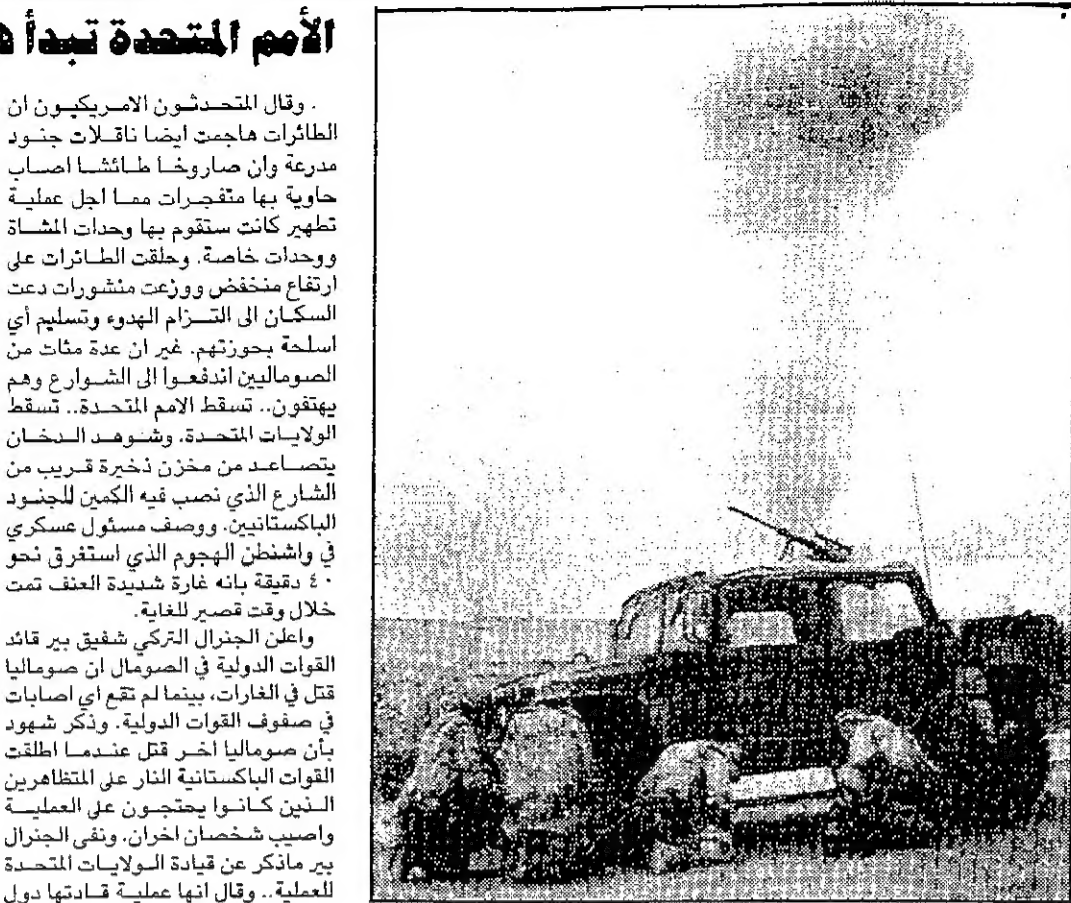 الأمم المتحدة تبدأ
. وقال المتحدثون الامريكيون ان
الطائرات هاجمت ايضا ناقلات جنود
مدرعة وان صاروخا طائشا اصاب
حاوية بها متفجرات مما اجل عملية
تطهير كانت ستقوم بها وحدات المشاة
ووحدات خاصة. وحلقت الطائرات على
ارتفاع منخفض ووزعت منشورات دعت
السكان الى التزام الهدوء وتسليم أي
اسلحة بحوزتهم. غير ان عدة مئات من
الصوماليين اندفعوا الى الشوارع وهم
يهتفون.. تسقط الامم المتحدة.. تسقط
الولايات المتحدة. وشوهد الدخان
يتصاعد من مخزن ذخيرة قريب من
الشارع الذي نصب فيه الكمين للجنود
الباكستانيين. ووصف مسئول عسكري
في واشنطن الهجوم الذي استغرق نحو
٤٠ دقيقة بانه غارة شديدة العنف تمت
خلال وقت قصير للغاية.
واعلن الجنرال التركي شفيق بير قائد
القوات الدولية في الصومال ان صوماليا
قتل في الغارات، بينما لم تقع اي اصابات
في صفوف القوات الدولية. وذكر شهود
بأن صوماليا اخر قتل عندما اطلقت
القوات الباكستانية النار على المتظاهرين
الذين كانوا يحتجون على العملية
واصيب شخصان اخران. ونفى الجنرال
بير ماذكر عن قيادة الولايات المتحدة
للعملية.. وقال انها عملية قادتها دول